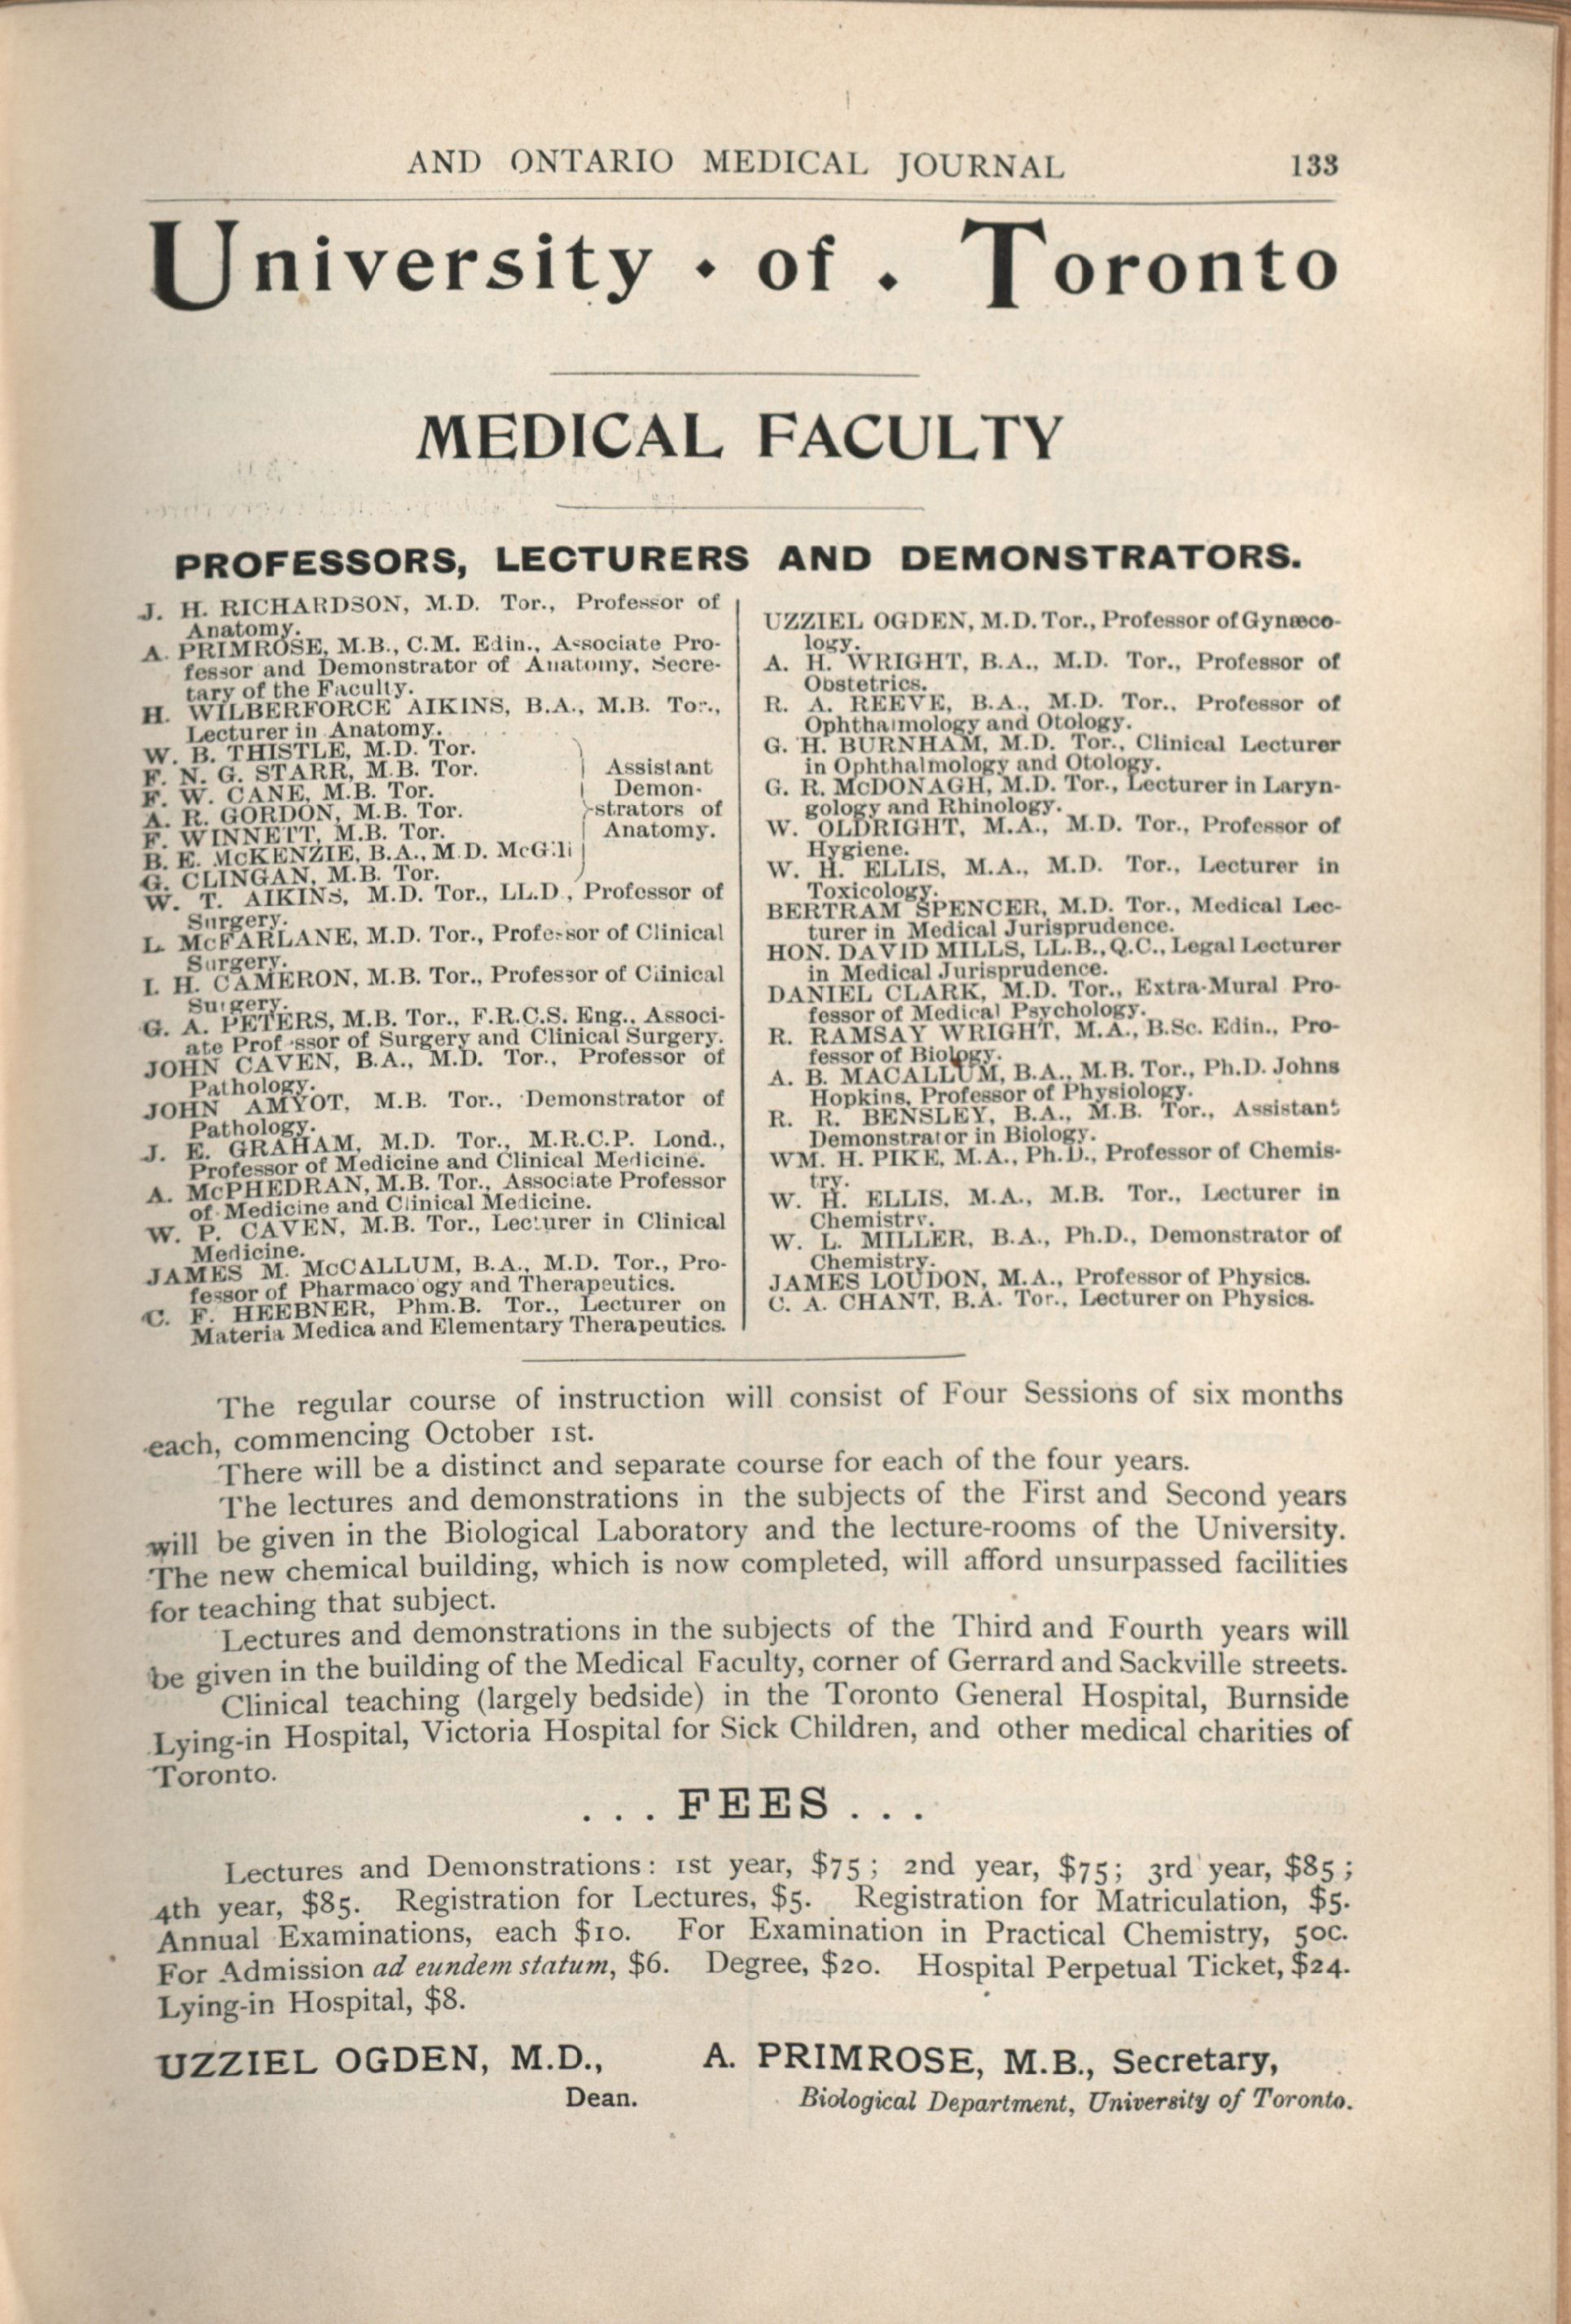 AND ONTARIO MEDICAL JOURNAL 133
University · of . Toronto
MEDICAL FACULTY
PROFESSORS, LECTURERS AND DEMONSTRATORS.
J. H. RICHARDSON, M.D. Tor., Professor of
Anatomy.
A. PRIMROSE, M.B., C.M. Edin., Associate Pro-
fessor and Demonstrator of Anatomy, Secre-
tary of the Faculty.
H. WILBERFORCE AIKINS, B.A., M.B. Tor.,
Lecturer in Anatomy.
W. B. THISTLE, M.D. Tor.
F. N. G. STARR, M.B. Tor.
F. W. CANE, M.B. Tor.
A. R. GORDON, M.B. Tor.
F. WINNETT, M.B. Tor.
B. E. McKENZIE, B.A., M.D. McGill
G. CLINGAN, M.B. Tor.
Assistant
Demon-
strators of
Anatomy.
W. T. AIKINS, M.D. Tor., LL.D., Professor of
Surgery.
L. McFARLANE, M.D. Tor., Professor of Clinical
Surgery.
I. H. CAMERON, M.B. Tor., Professor of Clinical
Surgery.
G. A. PETERS, M.B. Tor., F.R.C.S. Eng., Associ-
ate Prof ssor of Surgery and Clinical Surgery.
JOHN CAVEN, B.A., M.D. Tor., Professor of
Pathology.
JOHN AMYOT, M.B. Tor., Demonstrator of
Pathology.
J. E. GRAHAM, M.D. Tor., M.R.C.P. Lond.,
Professor of Medicine and Clinical Medicine.
A. McPHEDRAN, M.B. Tor., Associate Professor
of Medicine and Clinical Medicine.
W. P. CAVEN, M.B. Tor., Lecturer in Clinical
Medicine.
JAMES M. McCALLUM, B.A., M.D. Tor., Pro-
fessor of Pharmaco ogy and Therapeutics.
C. F. HEEBNER, Phm.B. Tor., Lecturer on
Materia Medica and Elementary Therapeutics.
UZZIEL OGDEN, M.D. Tor., Professor of Gynæco-
logy.
A. H. WRIGHT, B.A., M.D. Tor., Professor of
Obstetrics.
R. A. REEVE, B.A., M.D. Tor., Professor of
Ophthalmology and Otology.
G. H. BURNHAM, M.D. Tor., Clinical Lecturer
in Ophthalmology and Otology.
G. R. McDONAGH, M.D. Tor., Lecturer in Laryn-
gology and Rhinology.
W. OLDRIGHT, M.A., M.D. Tor., Professor of
Hygiene.
W. H. ELLIS, M.A., M.D. Tor., Lecturer in
Toxicology.
BERTRAM SPENCER, M.D. Tor., Medical Lec-
turer in Medical Jurisprudence.
HON. DAVID MILLS, LL.B., Q.C., Legal Lecturer
in Medical Jurisprudence.
DANIEL CLARK, M.D. Tor., Extra-Mural Pro-
fessor of Medical Psychology.
R. RAMSAY WRIGHT, M.A., B.Sc. Edin., Pro-
fessor of Biology.
A. B. MACALLUM, B.A., M.B. Tor., Ph.D. Johns
Hopkins, Professor of Physiology.
R. R. BENSLEY, B.A., M.B. Tor., Assistant
Demonstrator in Biology.
WM. H. PIKE, M.A., Ph.D., Professor of Chemis-
try.
W. H. ELLIS, M.A., M.B. Tor., Lecturer in
Chemistry.
W. L. MILLER, B.A., Ph.D., Demonstrator of
Chemistry.
JAMES LOUDON, M.A., Professor of Physics.
C. A. CHANT, B.A. Tor., Lecturer on Physics.
The regular course of instruction will consist of Four Sessions of six months
each, commencing October 1st.
There will be a distinct and separate course for each of the four years.
The lectures and demonstrations in the subjects of the First and Second years
will be given in the Biological Laboratory and the lecture-rooms of the University.
The new chemical building, which is now completed, will afford unsurpassed facilities
for teaching that subject.
Lectures and demonstrations in the subjects of the Third and Fourth years will
be given in the building of the Medical Faculty, corner of Gerrard and Sackville streets.
Clinical teaching (largely bedside) in the Toronto General Hospital, Burnside
Lying-in Hospital, Victoria Hospital for Sick Children, and other medical charities of
Toronto.
. . . FEES . . .
Lectures and Demonstrations: 1st year, $75; 2nd year, $75; 3rd year, $85;
4th year, $85. Registration for Lectures, $5. Registration for Matriculation, $5.
Annual Examinations, each $10. For Examination in Practical Chemistry, 50c.
For Admission ad eundem statum, $6. Degree, $20. Hospital Perpetual Ticket, $24.
Lying-in Hospital, $8.
UZZIEL OGDEN, M.D., A. PRIMROSE, M.B., Secretary,
Dean. Biological Department, University of Toronto.